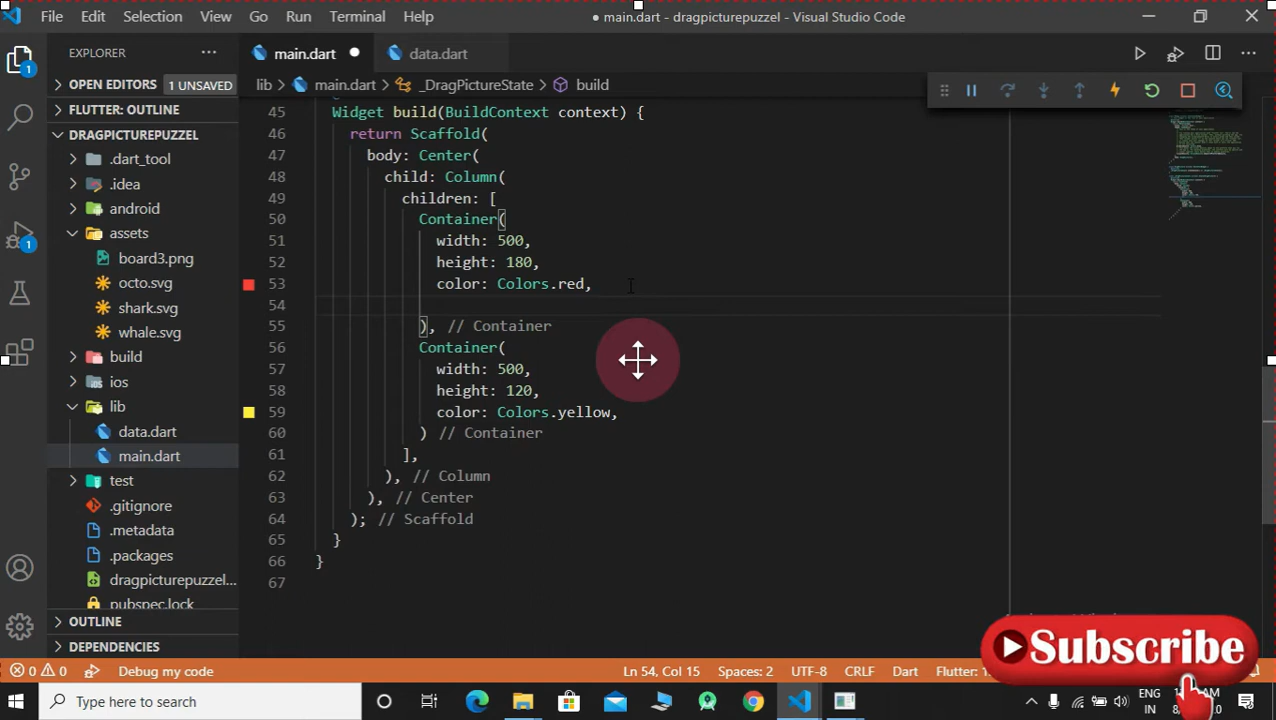 File Edit Selection View Go Run Terminal Help
● main.dart - dragpicturepuzzel - Visual Studio Code
EXPLORER
main.dart
data.dart
OPEN EDITORS 1 UNSAVED
lib > main.dart > _DragPictureState > build
FLUTTER: OUTLINE
DRAGPICTUREPUZZEL
.dart_tool
.idea
android
assets
board3.png
octo.svg
shark.svg
whale.svg
build
ios
lib
data.dart
main.dart
test
.gitignore
.metadata
.packages
dragpicturepuzzel...
pubspec.lock
OUTLINE
DEPENDENCIES
1
1
45 Widget build(BuildContext context) {
46 return Scaffold(
47 body: Center(
48 child: Column(
49 children: [
50 Container(
51 width: 500,
52 height: 180,
53 color: Colors.red,
54
55 ), // Container
56 Container(
57 width: 500,
58 height: 120,
59 color: Colors.yellow,
60 ) // Container
61 ],
62 ), // Column
63 ), // Center
64 ); // Scaffold
65 }
66 }
67
Subscribe
0 0 Debug my code
Ln 54, Col 15 Spaces: 2 UTF-8 CRLF Dart Flutter:
Type here to search
ENG
IN
AM